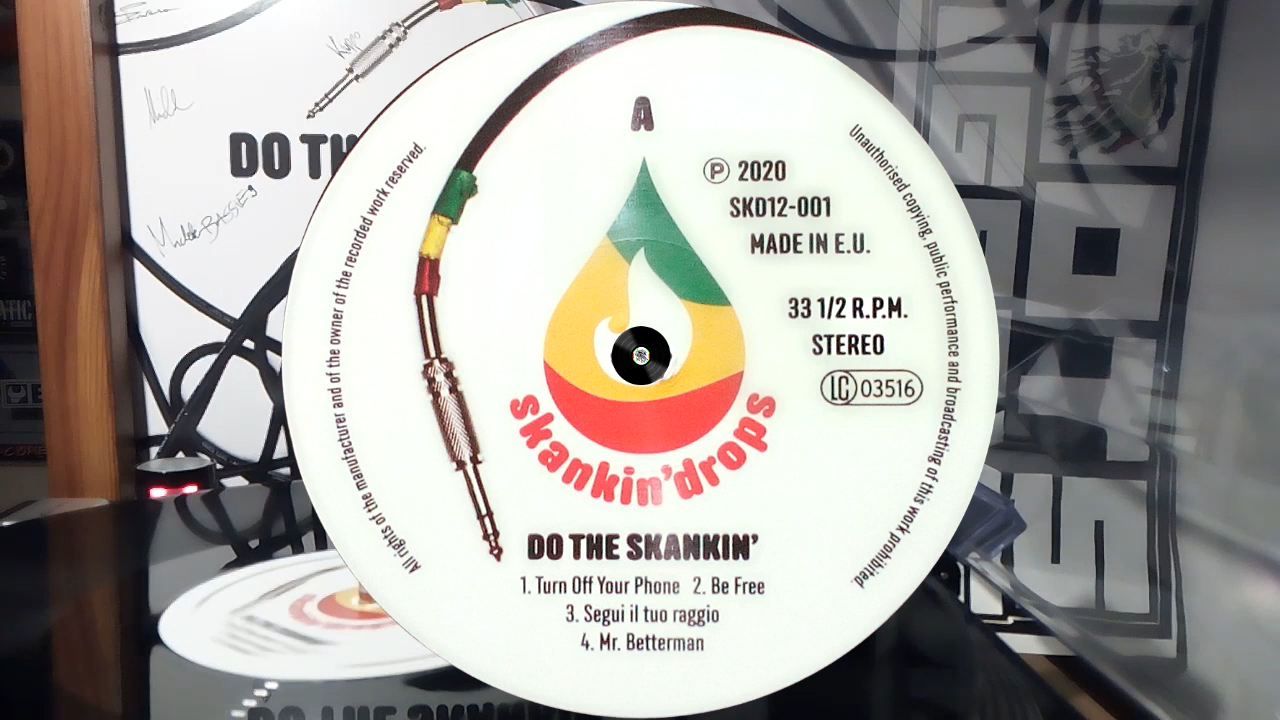 DO TH
Kippo
A
℗ 2020
SKD12-001
MADE IN E.U.
33 1/2 R.P.M.
STEREO
LC 03516
All rights of the manufacturer and of the owner of the recorded work reserved.
Unauthorised copying, public performance and broadcasting of this work prohibited.
skankin'drops
DO THE SKANKIN'
1. Turn Off Your Phone 2. Be Free
3. Segui il tuo raggio
4. Mr. Betterman